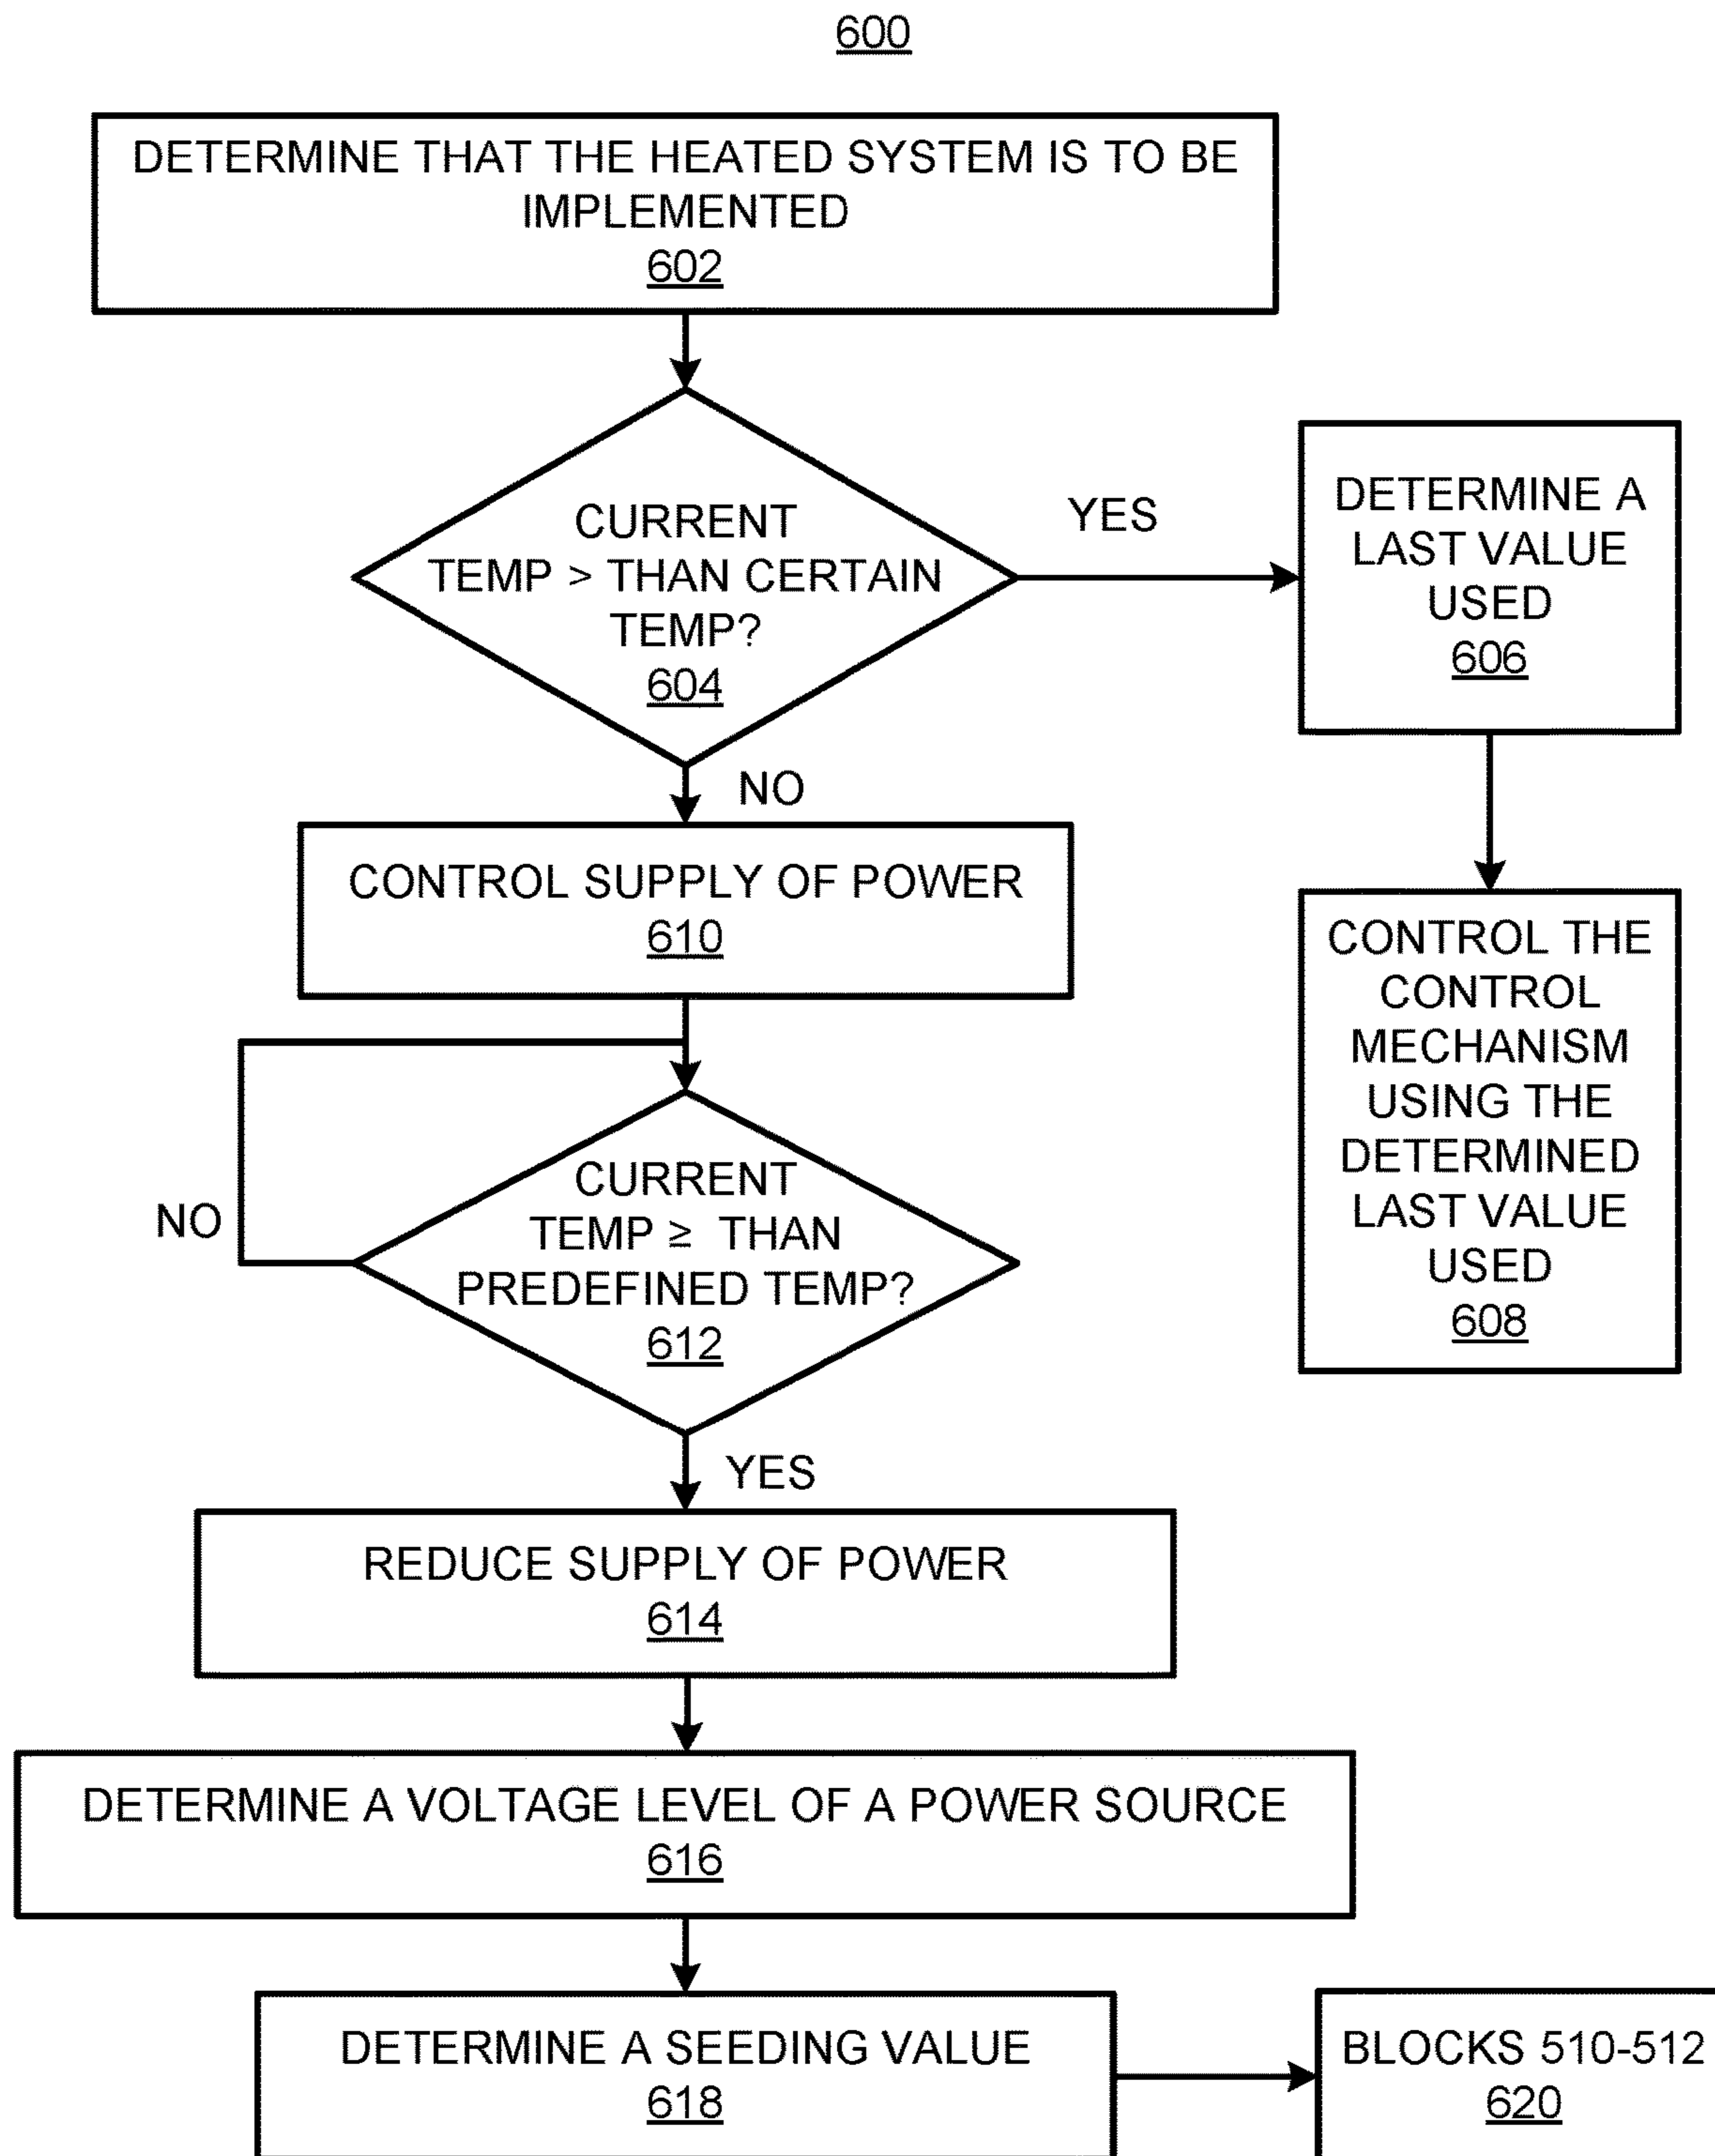 600
DETERMINE THAT THE HEATED SYSTEM IS TO BE
IMPLEMENTED
602
CURRENT
TEMP > THAN CERTAIN
TEMP?
604
YES
DETERMINE A
LAST VALUE
USED
606
NO
CONTROL SUPPLY OF POWER
610
CONTROL THE
CONTROL
MECHANISM
USING THE
DETERMINED
LAST VALUE
USED
608
CURRENT
TEMP ≥ THAN
PREDEFINED TEMP?
612
NO
YES
REDUCE SUPPLY OF POWER
614
DETERMINE A VOLTAGE LEVEL OF A POWER SOURCE
616
DETERMINE A SEEDING VALUE
618
BLOCKS 510-512
620